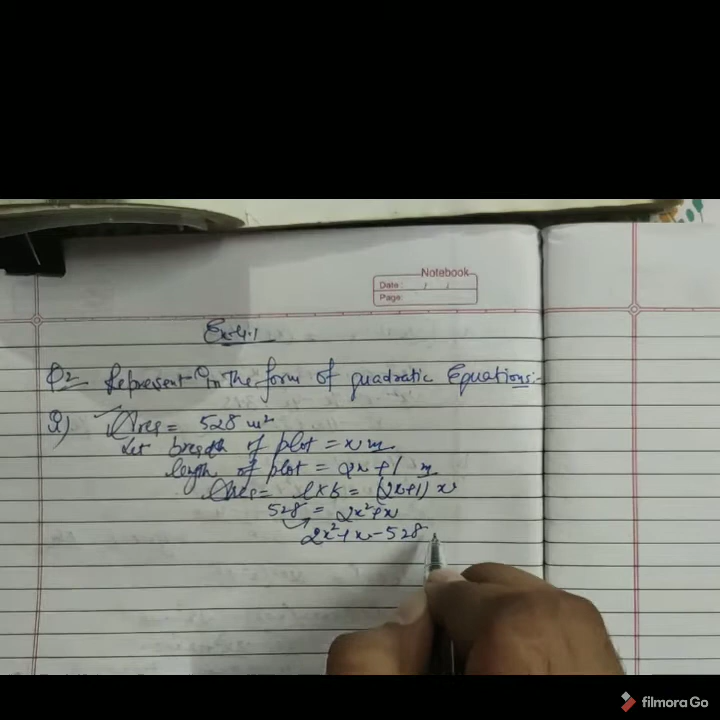 Notebook
Date: / /
Page:
Ex-4.1
Q2 Represent in the form of quadratic Equations:-
Area = 528 m²
Let breadth of plot = x m
length of plot = 2x+1 m
Area = l×b = (2x+1) x
528 = 2x²+x
2x²+x-528
filmora Go